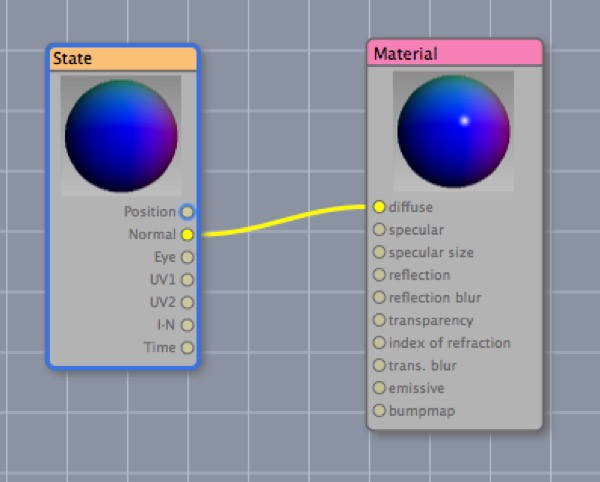 State
Position
Normal
Eye
UV1
UV2
I-N
Time
Material
diffuse
specular
specular size
reflection
reflection blur
transparency
index of refraction
trans. blur
emissive
bumpmap